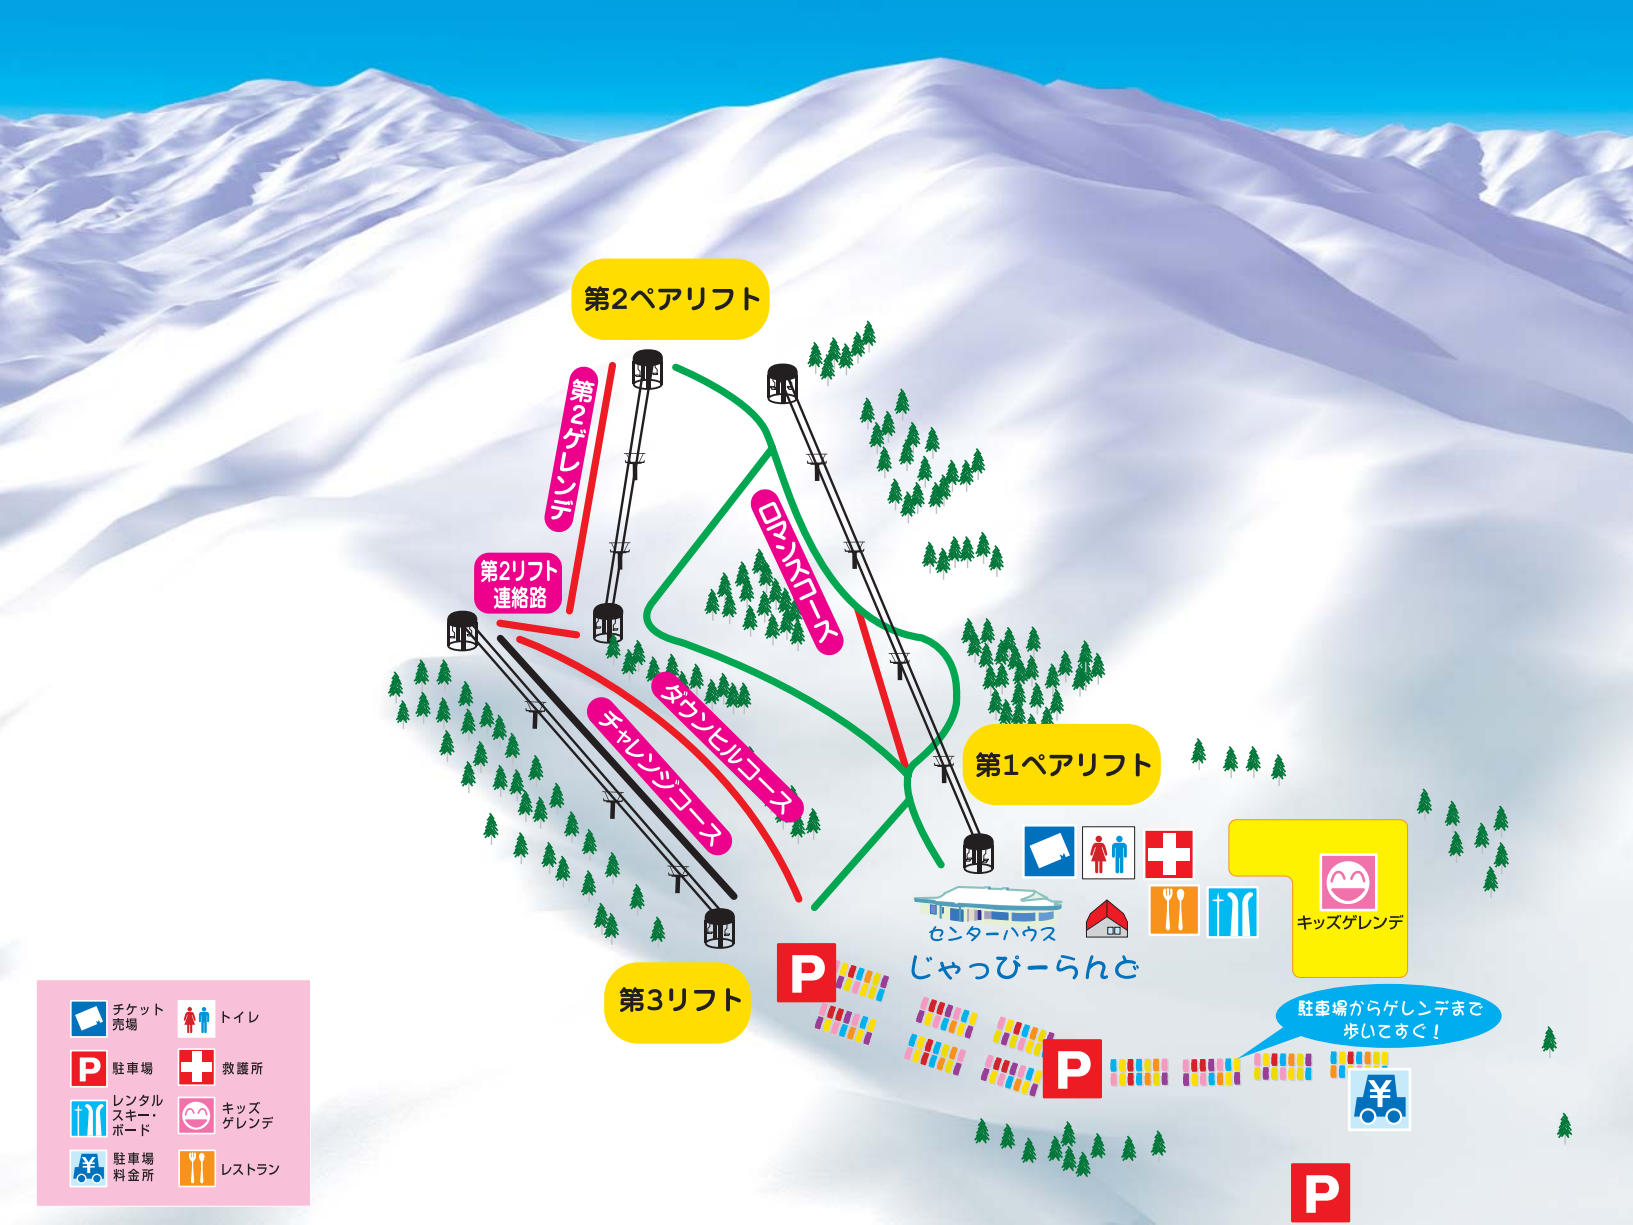 第2ペアリフト
第2ゲレンデ
ロマンスコース
第2リフト
連絡路
ダウンヒルコース
チャレンジコース
第1ペアリフト
キッズゲレンデ
センターハウス
じゃっぴーらんど
P
第3リフト
駐車場からゲレンデまで
歩いてすぐ！
P
¥
P
チケット
売場
トイレ
P
駐車場
救護所
レンタル
スキー・
ボード
キッズ
ゲレンデ
¥
駐車場
料金所
レストラン